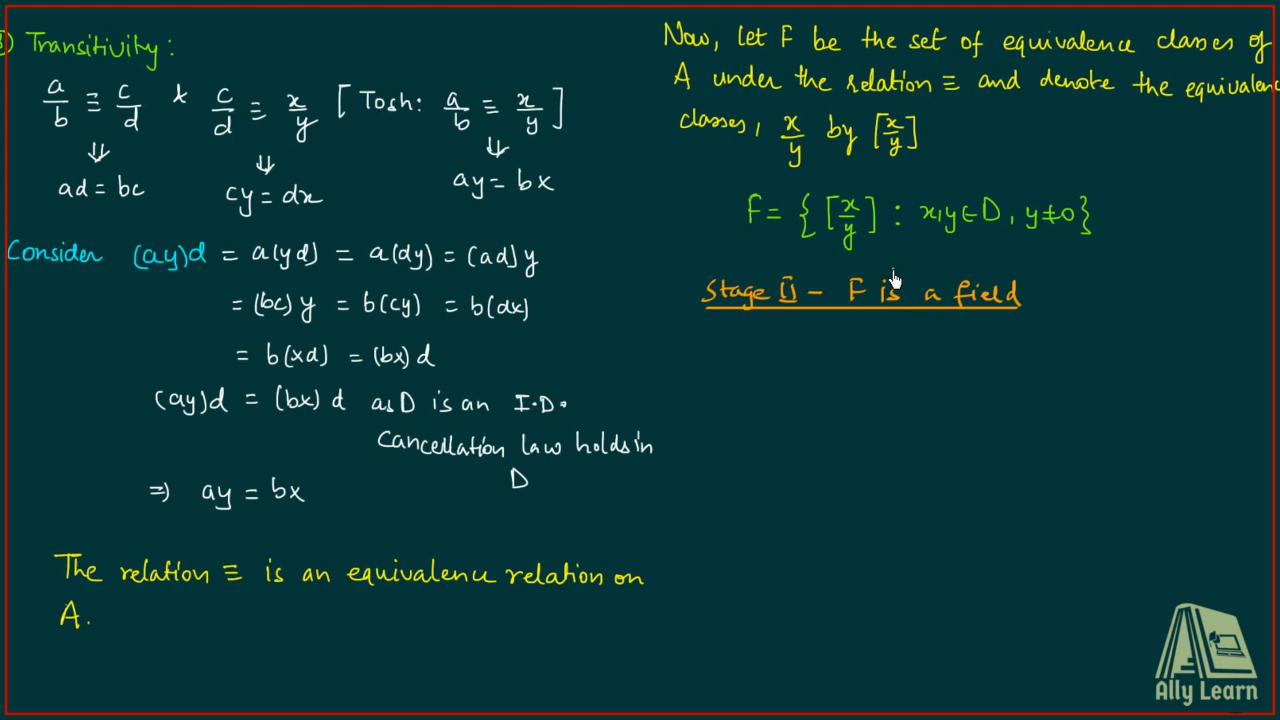 3) Transitivity:
a/b ≡ c/d & c/d ≡ x/y [Tosh: a/b ≡ x/y]
⇓ ⇓ ⇓
ad = bc cy = dx ay = bx
Consider (ay)d = a(yd) = a(dy) = (ad)y
= (bc)y = b(cy) = b(dx)
= b(xd) = (bx)d
(ay)d = (bx)d as D is an I.D.
Cancellation law holds in
D
⇒ ay = bx
The relation ≡ is an equivalence relation on
A.
Now, let F be the set of equivalence classes of
A under the relation ≡ and denote the equivalence
classes, x/y by [x/y]
F = { [x/y] : x,y ∈ D, y ≠ 0}
Stage II - F is a field
Ally Learn